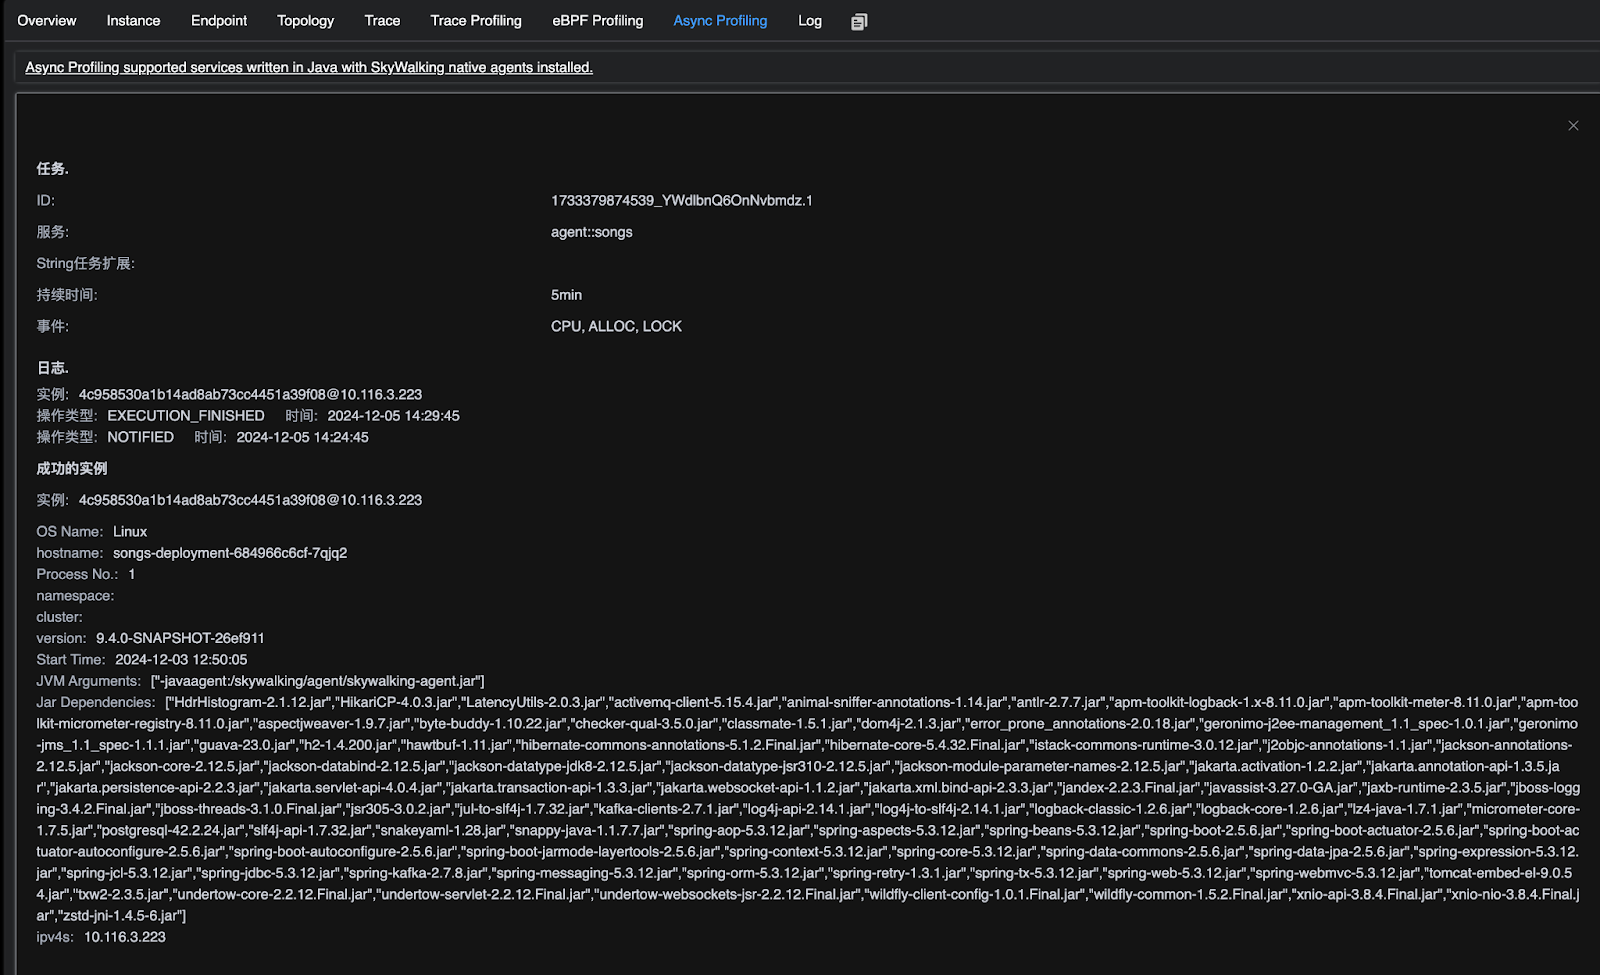 Overview Instance Endpoint Topology Trace Trace Profiling eBPF Profiling Async Profiling Log
Async Profiling supported services written in Java with SkyWalking native agents installed.
任务.
ID: 1733379874539_YWdlbnQ6OnNvbmdz.1
服务: agent::songs
String任务扩展:
持续时间: 5min
事件: CPU, ALLOC, LOCK
日志.
实例: 4c958530a1b14ad8ab73cc4451a39f08@10.116.3.223
操作类型: EXECUTION_FINISHED 时间: 2024-12-05 14:29:45
操作类型: NOTIFIED 时间: 2024-12-05 14:24:45
成功的实例
实例: 4c958530a1b14ad8ab73cc4451a39f08@10.116.3.223
OS Name: Linux
hostname: songs-deployment-684966c6cf-7qjq2
Process No.: 1
namespace:
cluster:
version: 9.4.0-SNAPSHOT-26ef911
Start Time: 2024-12-03 12:50:05
JVM Arguments: ["-javaagent:/skywalking/agent/skywalking-agent.jar"]
Jar Dependencies: ["HdrHistogram-2.1.12.jar","HikariCP-4.0.3.jar","LatencyUtils-2.0.3.jar","activemq-client-5.15.4.jar","animal-sniffer-annotations-1.14.jar","antlr-2.7.7.jar","apm-toolkit-logback-1.x-8.11.0.jar","apm-toolkit-meter-8.11.0.jar","apm-too
lkit-micrometer-registry-8.11.0.jar","aspectjweaver-1.9.7.jar","byte-buddy-1.10.22.jar","checker-qual-3.5.0.jar","classmate-1.5.1.jar","dom4j-2.1.3.jar","error_prone_annotations-2.0.18.jar","geronimo-j2ee-management_1.1_spec-1.0.1.jar","geronimo
-jms_1.1_spec-1.1.1.jar","guava-23.0.jar","h2-1.4.200.jar","hawtbuf-1.11.jar","hibernate-commons-annotations-5.1.2.Final.jar","hibernate-core-5.4.32.Final.jar","istack-commons-runtime-3.0.12.jar","j2objc-annotations-1.1.jar","jackson-annotations-
2.12.5.jar","jackson-core-2.12.5.jar","jackson-databind-2.12.5.jar","jackson-datatype-jdk8-2.12.5.jar","jackson-datatype-jsr310-2.12.5.jar","jackson-module-parameter-names-2.12.5.jar","jakarta.activation-1.2.2.jar","jakarta.annotation-api-1.3.5.ja
r","jakarta.persistence-api-2.2.3.jar","jakarta.servlet-api-4.0.4.jar","jakarta.transaction-api-1.3.3.jar","jakarta.websocket-api-1.1.2.jar","jakarta.xml.bind-api-2.3.3.jar","jandex-2.2.3.Final.jar","javassist-3.27.0-GA.jar","jaxb-runtime-2.3.5.jar","jboss-logg
ing-3.4.2.Final.jar","jboss-threads-3.1.0.Final.jar","jsr305-3.0.2.jar","jul-to-slf4j-1.7.32.jar","kafka-clients-2.7.1.jar","log4j-api-2.14.1.jar","log4j-to-slf4j-2.14.1.jar","logback-classic-1.2.6.jar","logback-core-1.2.6.jar","lz4-java-1.7.1.jar","micrometer-core-
1.7.5.jar","postgresql-42.2.24.jar","slf4j-api-1.7.32.jar","snakeyaml-1.28.jar","snappy-java-1.1.7.7.jar","spring-aop-5.3.12.jar","spring-aspects-5.3.12.jar","spring-beans-5.3.12.jar","spring-boot-2.5.6.jar","spring-boot-actuator-2.5.6.jar","spring-boot-ac
tuator-autoconfigure-2.5.6.jar","spring-boot-autoconfigure-2.5.6.jar","spring-boot-jarmode-layertools-2.5.6.jar","spring-context-5.3.12.jar","spring-core-5.3.12.jar","spring-data-commons-2.5.6.jar","spring-data-jpa-2.5.6.jar","spring-expression-5.3.12.
jar","spring-jcl-5.3.12.jar","spring-jdbc-5.3.12.jar","spring-kafka-2.7.8.jar","spring-messaging-5.3.12.jar","spring-orm-5.3.12.jar","spring-retry-1.3.1.jar","spring-tx-5.3.12.jar","spring-web-5.3.12.jar","spring-webmvc-5.3.12.jar","tomcat-embed-el-9.0.5
4.jar","txw2-2.3.5.jar","undertow-core-2.2.12.Final.jar","undertow-servlet-2.2.12.Final.jar","undertow-websockets-jsr-2.2.12.Final.jar","wildfly-client-config-1.0.1.Final.jar","wildfly-common-1.5.2.Final.jar","xnio-api-3.8.4.Final.jar","xnio-nio-3.8.4.Final.j
ar","zstd-jni-1.4.5-6.jar"]
ipv4s: 10.116.3.223